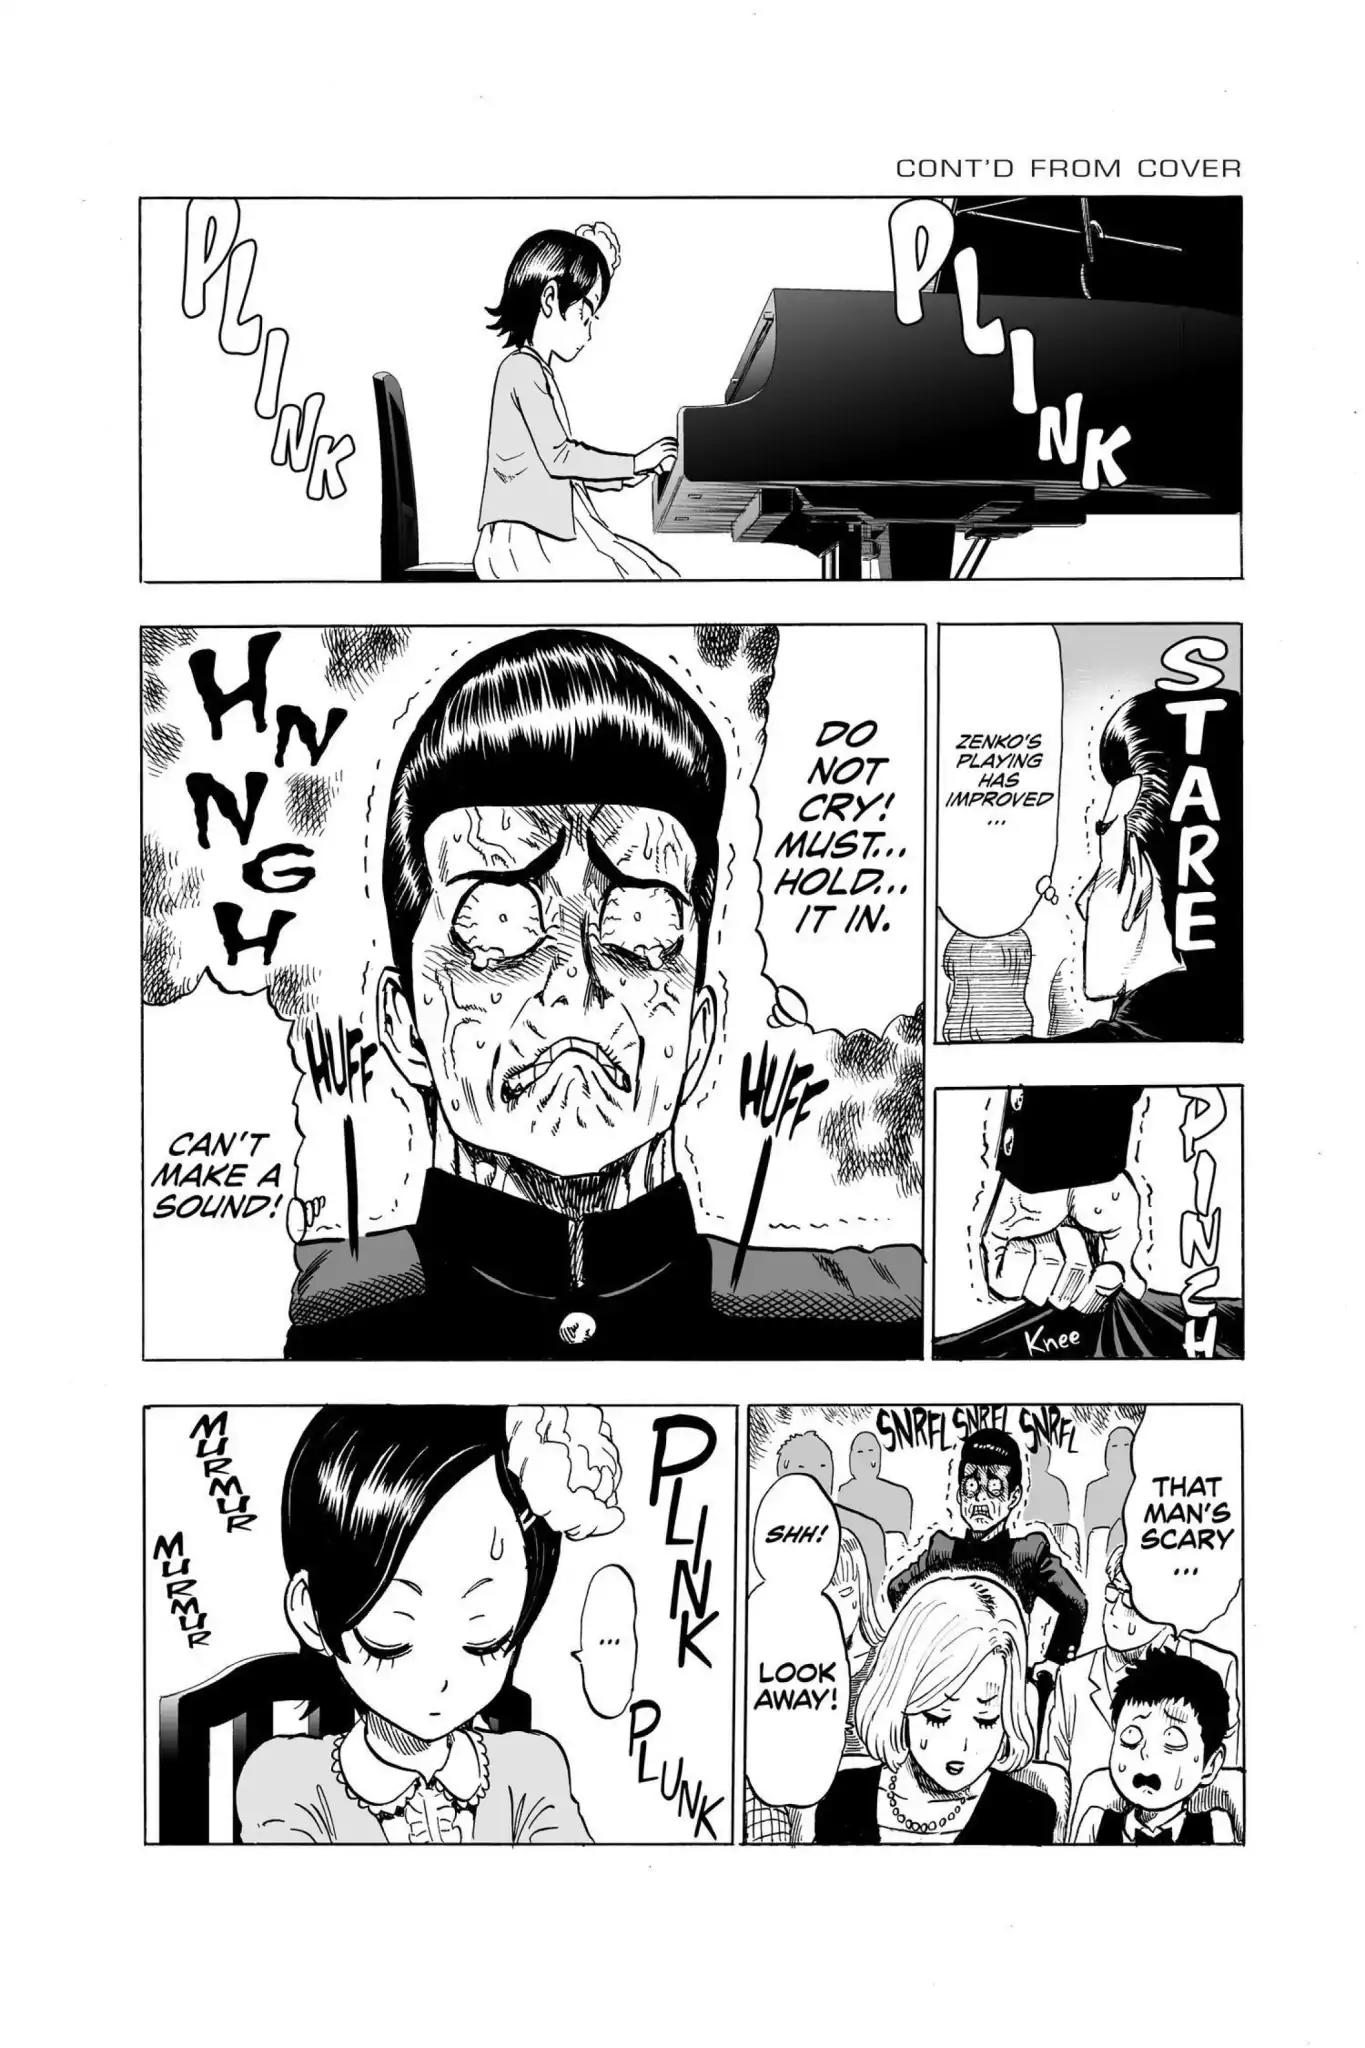 CONT'D FROM COVER
PLINK
PLINK
STARE
ZENKO'S
PLAYING
HAS
IMPROVED
...
PINCH
Knee
DO
NOT
CRY!
MUST...
HOLD...
IT IN.
HNNGH
HUFF
HUFF
CAN'T
MAKE A
SOUND!
THAT
MAN'S
SCARY
...
SNRFL
SNRFL
SNRFL
SHH!
LOOK
AWAY!
PLINK
PLUNK
...
MURMUR
MURMUR